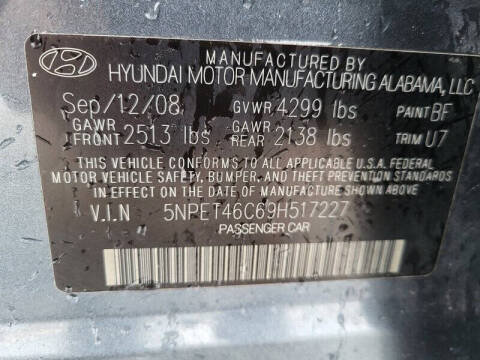 MANUFACTURED BY
HYUNDAI MOTOR MANUFACTURING ALABAMA, LLC
Sep/12/08 GVWR 4299 lbs PAINT BF
GAWR FRONT 2513 lbs GAWR REAR 2138 lbs TRIM U7
THIS VEHICLE CONFORMS TO ALL APPLICABLE U.S.A. FEDERAL
MOTOR VEHICLE SAFETY, BUMPER, AND THEFT PREVENTION STANDARDS
IN EFFECT ON THE DATE OF MANUFACTURE SHOWN ABOVE.
V.I.N 5NPET46C69H517227
PASSENGER CAR